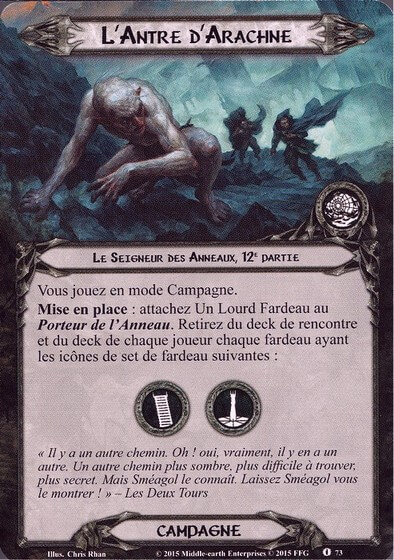 L'Antre d'Arachne
Le Seigneur des Anneaux, 12e partie
Vous jouez en mode Campagne.
Mise en place : attachez Un Lourd Fardeau au
Porteur de l'Anneau. Retirez du deck de rencontre
et du deck de chaque joueur chaque fardeau ayant
les icônes de set de fardeau suivantes :
« Il y a un autre chemin. Oh ! oui, vraiment, il y en a un
autre. Un autre chemin plus sombre, plus difficile à trouver,
plus secret. Mais Sméagol le connaît. Laissez Sméagol vous
le montrer ! » – Les Deux Tours
CAMPAGNE
Illus. Chris Rhan © 2015 Middle-earth Enterprises © 2015 FFG 73